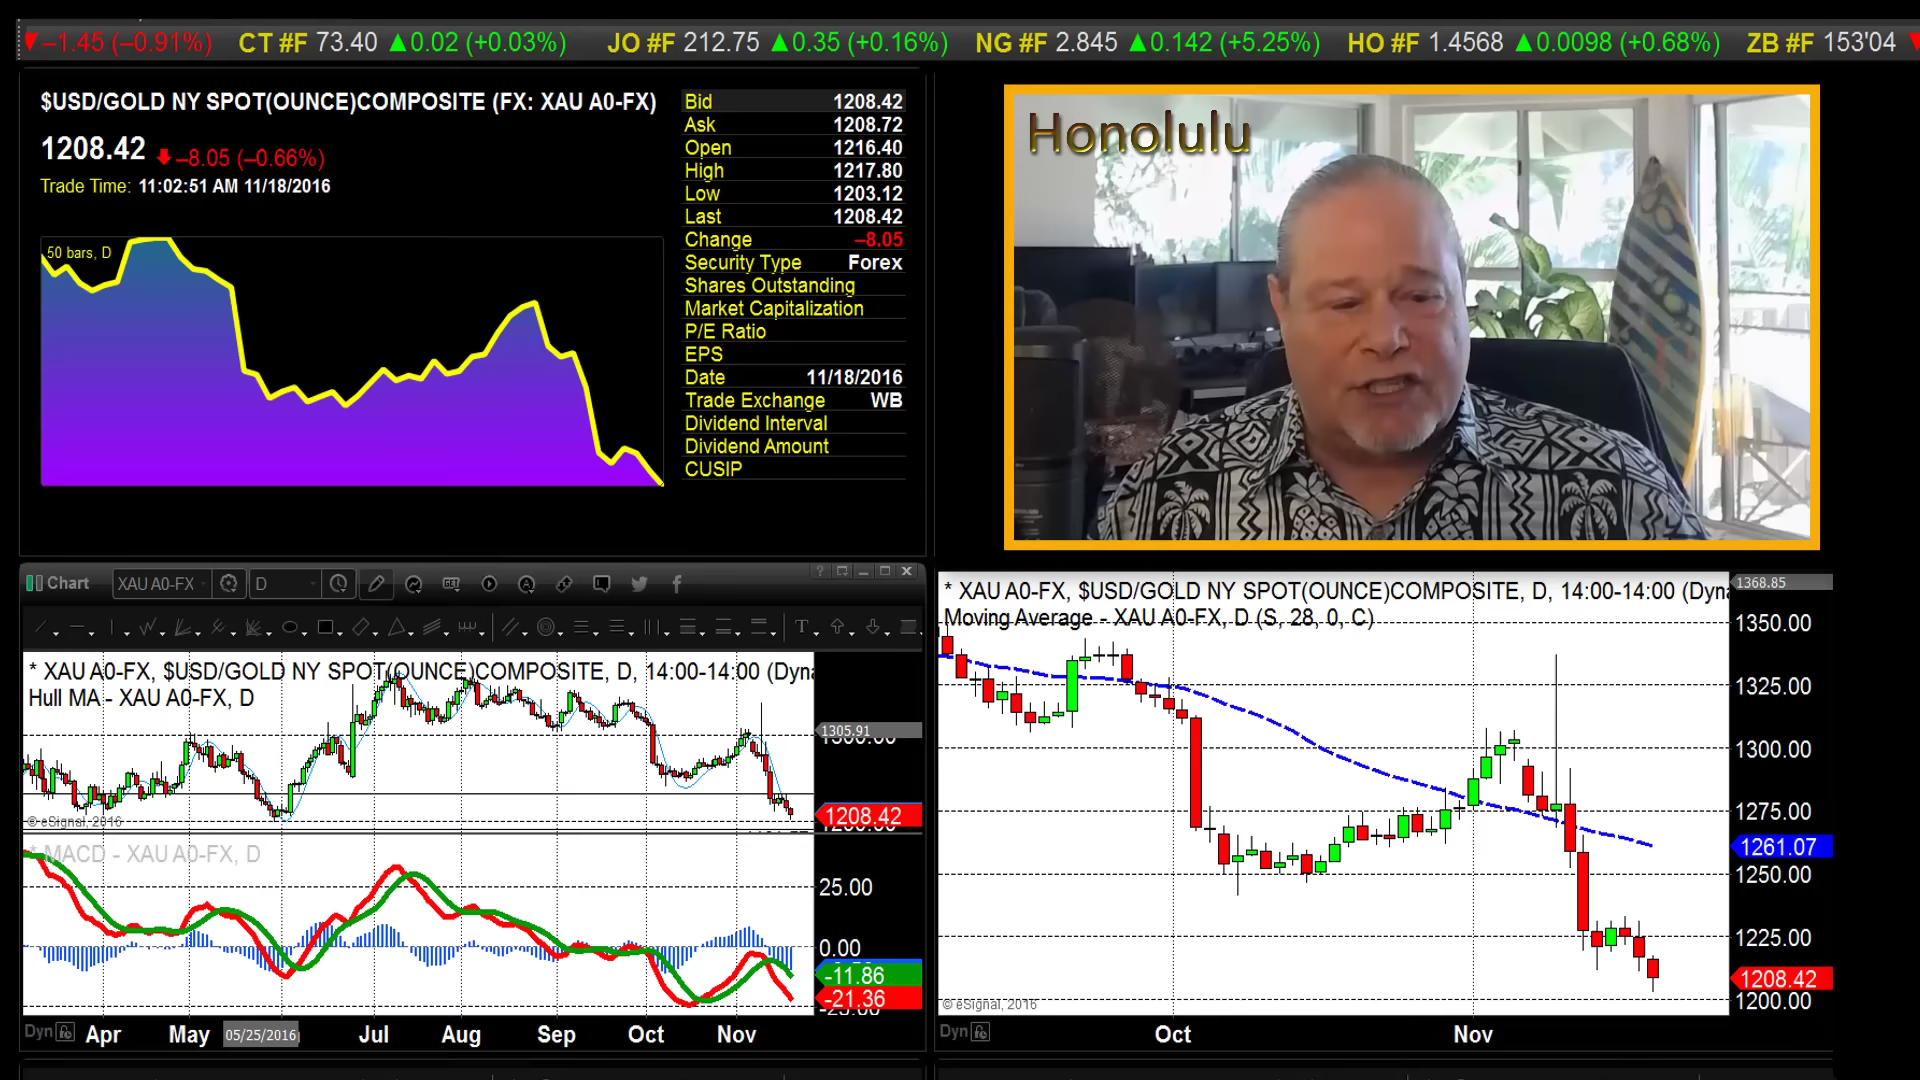 –1.45 (–0.91%) CT #F 73.40 ▲0.02 (+0.03%) JO #F 212.75 ▲0.35 (+0.16%) NG #F 2.845 ▲0.142 (+5.25%) HO #F 1.4568 ▲0.0098 (+0.68%) ZB #F 153'04
$USD/GOLD NY SPOT(OUNCE)COMPOSITE (FX: XAU A0-FX)
1208.42 –8.05 (–0.66%)
Trade Time: 11:02:51 AM 11/18/2016
50 bars, D
Bid 1208.42
Ask 1208.72
Open 1216.40
High 1217.80
Low 1203.12
Last 1208.42
Change –8.05
Security Type Forex
Shares Outstanding
Market Capitalization
P/E Ratio
EPS
Date 11/18/2016
Trade Exchange WB
Dividend Interval
Dividend Amount
CUSIP
Honolulu
Chart XAU A0-FX D
* XAU A0-FX, $USD/GOLD NY SPOT(OUNCE)COMPOSITE, D, 14:00-14:00 (Dyna
Hull MA - XAU A0-FX, D
1305.91
1208.42
© eSignal, 2016
* MACD - XAU A0-FX, D
25.00
0.00
-11.86
-21.36
Dyn Apr May 05/25/2016 Jul Aug Sep Oct Nov
* XAU A0-FX, $USD/GOLD NY SPOT(OUNCE)COMPOSITE, D, 14:00-14:00 (Dyna
Moving Average - XAU A0-FX, D (S, 28, 0, C)
1368.85
1350.00
1325.00
1300.00
1275.00
1261.07
1250.00
1225.00
1208.42
1200.00
© eSignal, 2016
Dyn Oct Nov